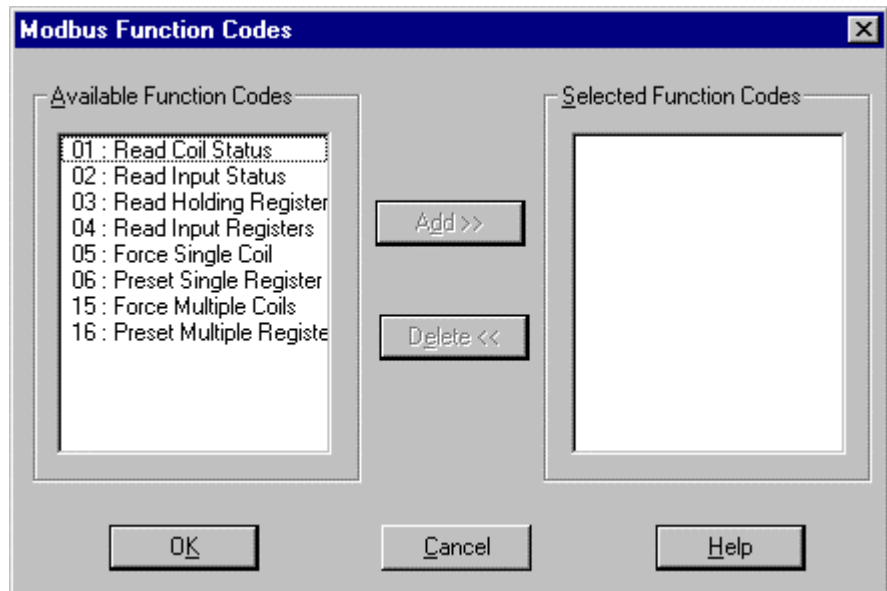 Modbus Function Codes
Available Function Codes
01 : Read Coil Status
02 : Read Input Status
03 : Read Holding Register
04 : Read Input Registers
05 : Force Single Coil
06 : Preset Single Register
15 : Force Multiple Coils
16 : Preset Multiple Registe
Add >>
Delete <<
Selected Function Codes
OK
Cancel
Help